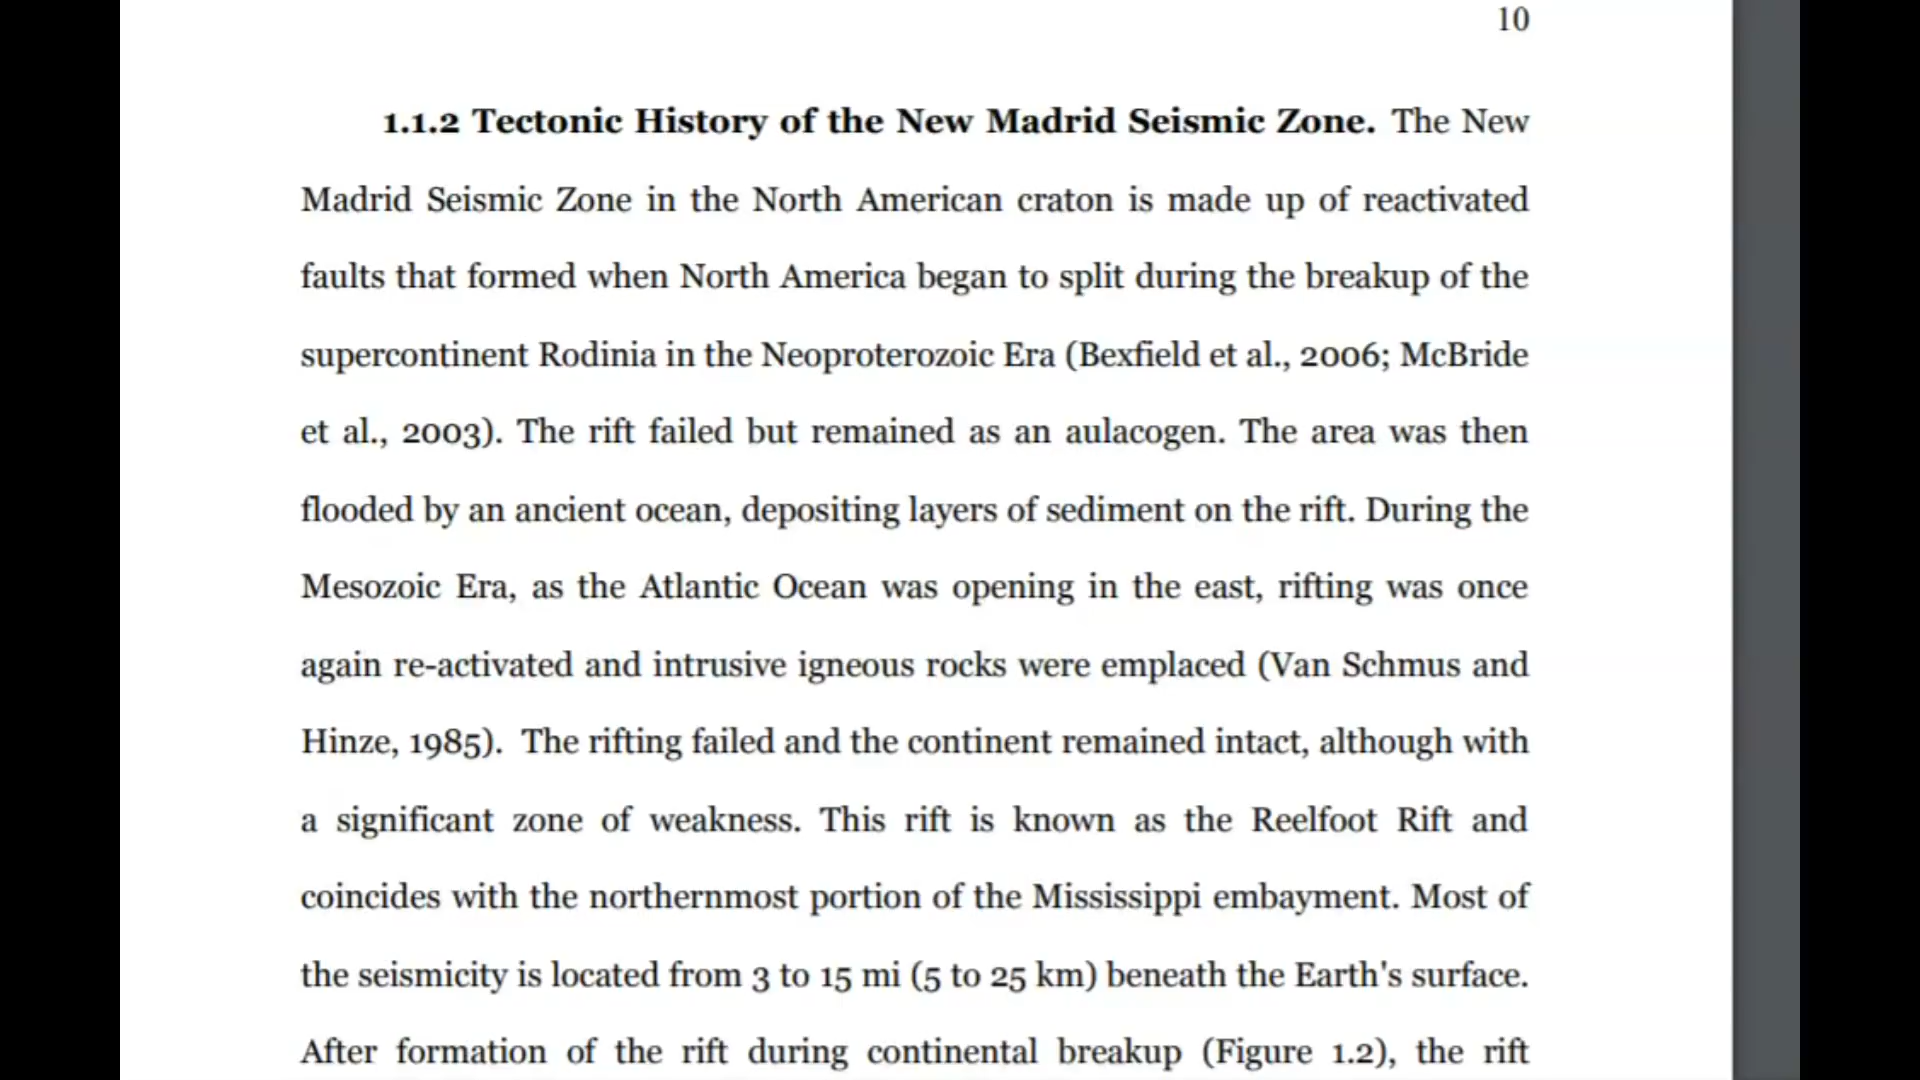 10
1.1.2 Tectonic History of the New Madrid Seismic Zone. The New
Madrid Seismic Zone in the North American craton is made up of reactivated
faults that formed when North America began to split during the breakup of the
supercontinent Rodinia in the Neoproterozoic Era (Bexfield et al., 2006; McBride
et al., 2003). The rift failed but remained as an aulacogen. The area was then
flooded by an ancient ocean, depositing layers of sediment on the rift. During the
Mesozoic Era, as the Atlantic Ocean was opening in the east, rifting was once
again re-activated and intrusive igneous rocks were emplaced (Van Schmus and
Hinze, 1985).  The rifting failed and the continent remained intact, although with
a significant zone of weakness. This rift is known as the Reelfoot Rift and
coincides with the northernmost portion of the Mississippi embayment. Most of
the seismicity is located from 3 to 15 mi (5 to 25 km) beneath the Earth's surface.
After formation of the rift during continental breakup (Figure 1.2), the rift